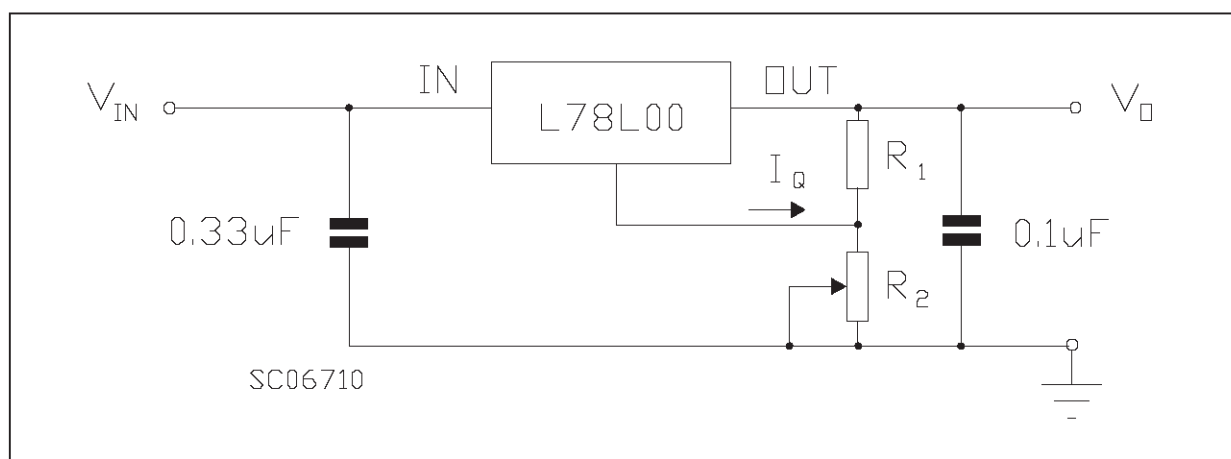 V_IN
IN
L78L00
OUT
V_O
I_Q
R_1
0.33uF
0.1uF
R_2
SC06710